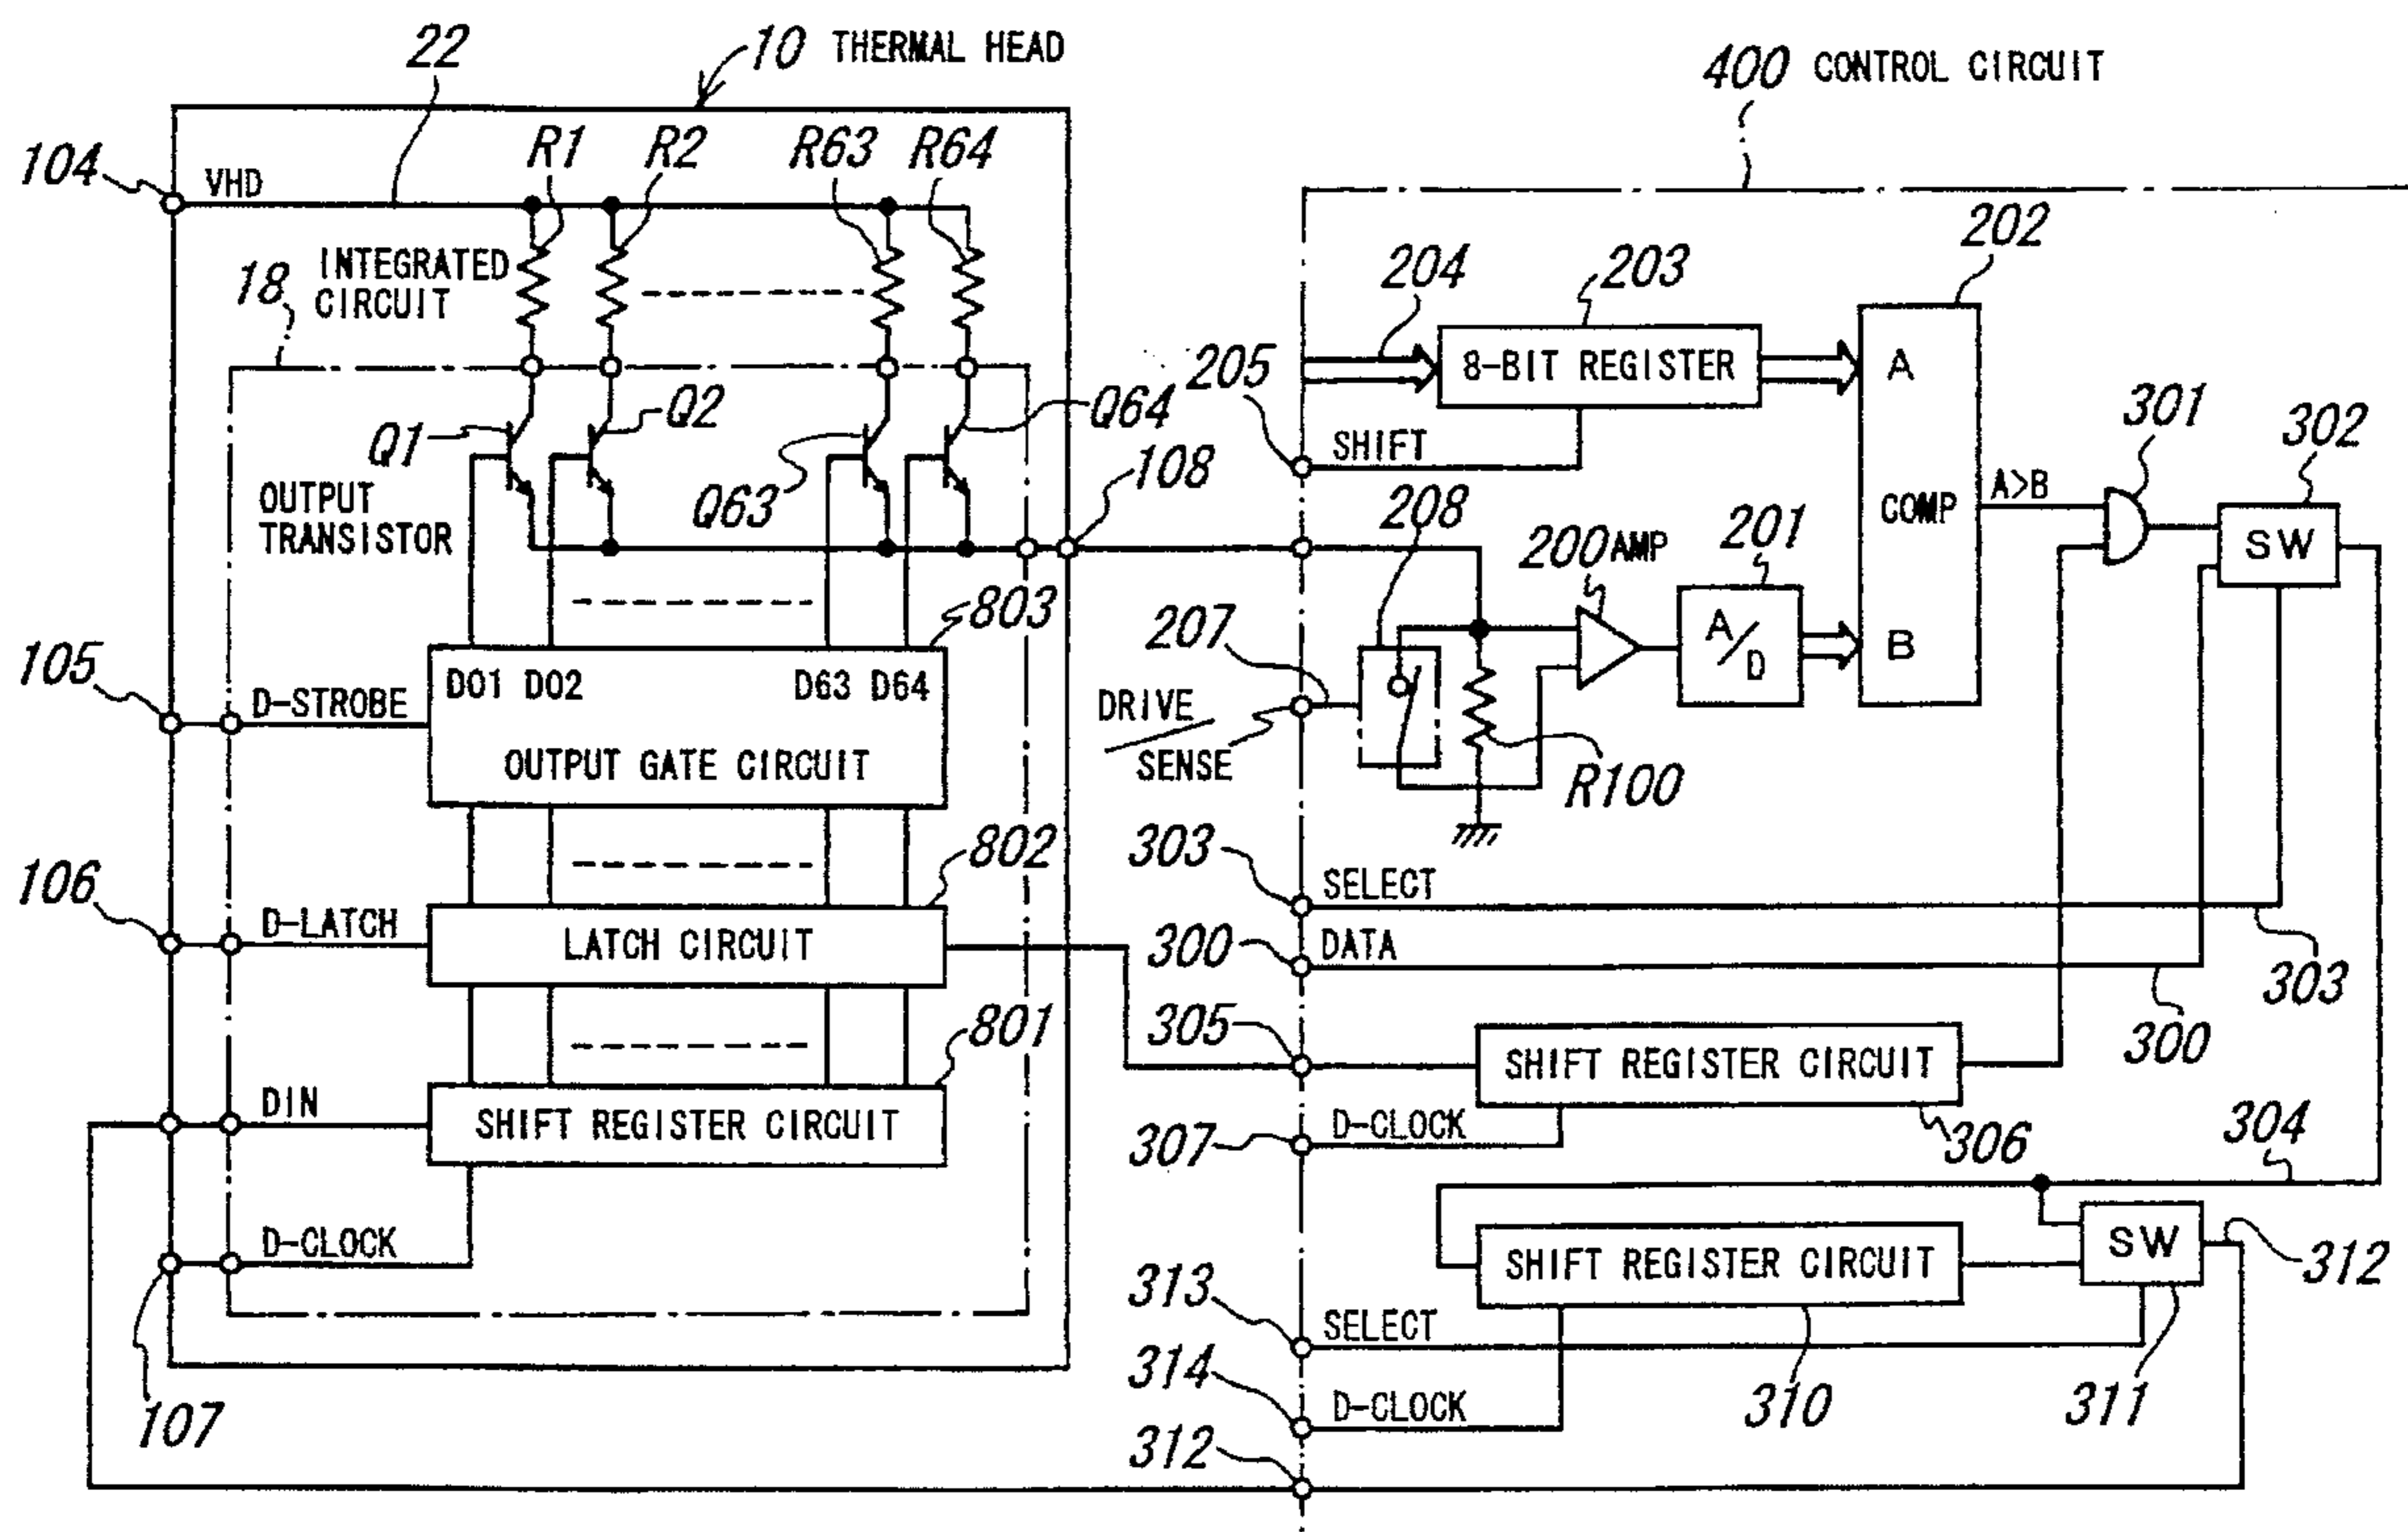 22
10 THERMAL HEAD
400 CONTROL CIRCUIT
104
VHD
R1
R2
R63
R64
18
INTEGRATED
CIRCUIT
204
203
202
8-BIT REGISTER
A
205
SHIFT
Q1
Q2
Q63
Q64
108
OUTPUT
TRANSISTOR
208
200 AMP
201
COMP
A>B
301
302
SW
207
A/D
B
DRIVE
SENSE
R100
803
105
D-STROBE
D01 D02 D63 D64
OUTPUT GATE CIRCUIT
802
106
D-LATCH
LATCH CIRCUIT
303
SELECT
303
300
DATA
300
801
305
SHIFT REGISTER CIRCUIT
306
DIN
SHIFT REGISTER CIRCUIT
307
D-CLOCK
304
D-CLOCK
107
SHIFT REGISTER CIRCUIT
SW
312
313
SELECT
314
D-CLOCK
310
311
312